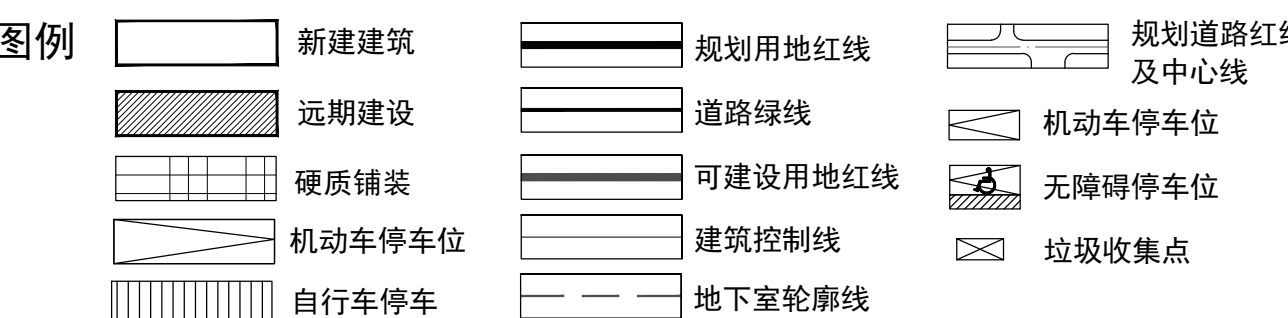 图例
新建建筑
远期建设
硬质铺装
机动车停车位
自行车停车
规划用地红线
道路绿线
可建设用地红线
建筑控制线
地下室轮廓线
规划道路红线
及中心线
机动车停车位
无障碍停车位
垃圾收集点